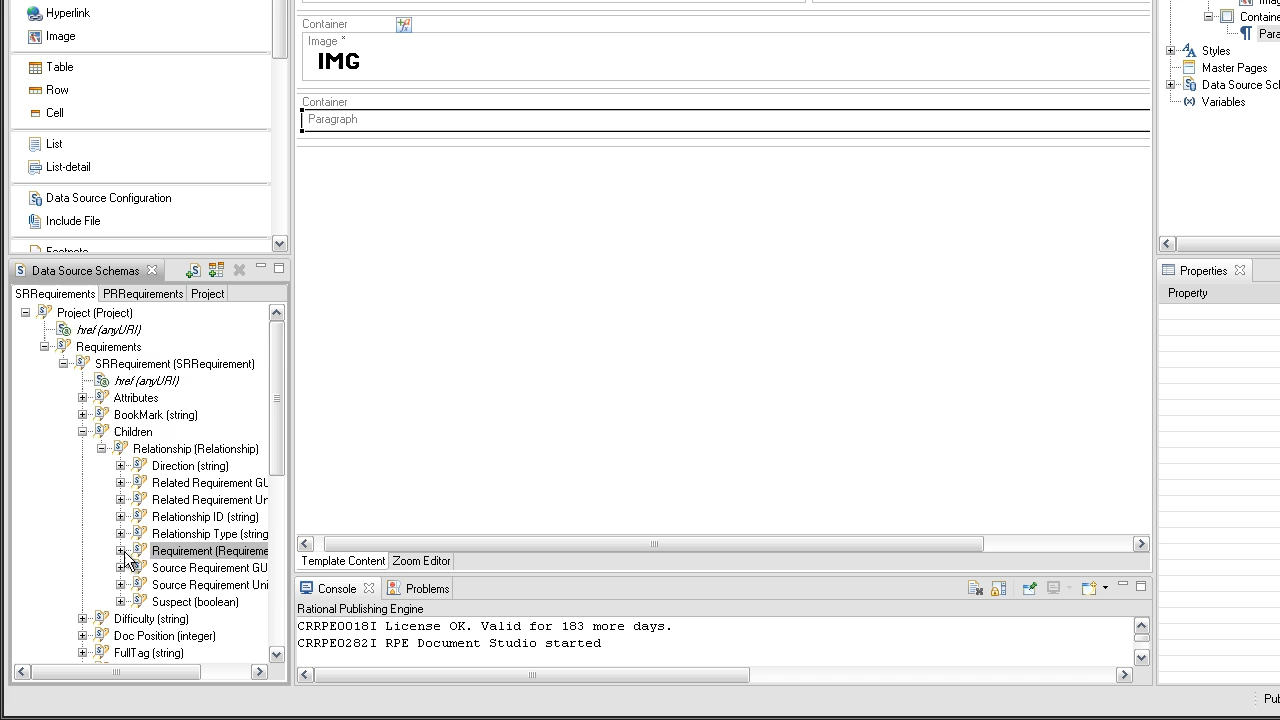 Hyperlink
Image
Table
Row
Cell
List
List-detail
Data Source Configuration
Include File
Footnote
Data Source Schemas
SRRequirements PRRequirements Project
Project (Project)
href (anyURI)
Requirements
SRRequirement (SRRequirement)
href (anyURI)
Attributes
BookMark (string)
Children
Relationship (Relationship)
Direction (string)
Related Requirement GU
Related Requirement Un
Relationship ID (string)
Relationship Type (string
Requirement (Requireme
Source Requirement GU
Source Requirement Uni
Suspect (boolean)
Difficulty (string)
Doc Position (integer)
FullTag (string)
Container
Image *
IMG
Container
Paragraph
Template Content Zoom Editor
Console Problems
Rational Publishing Engine
CRRPE0018I License OK. Valid for 183 more days.
CRRPE0282I RPE Document Studio started
Image
Containe
Para
Styles
Master Pages
Data Source Sch
Variables
Properties
Property
Pub